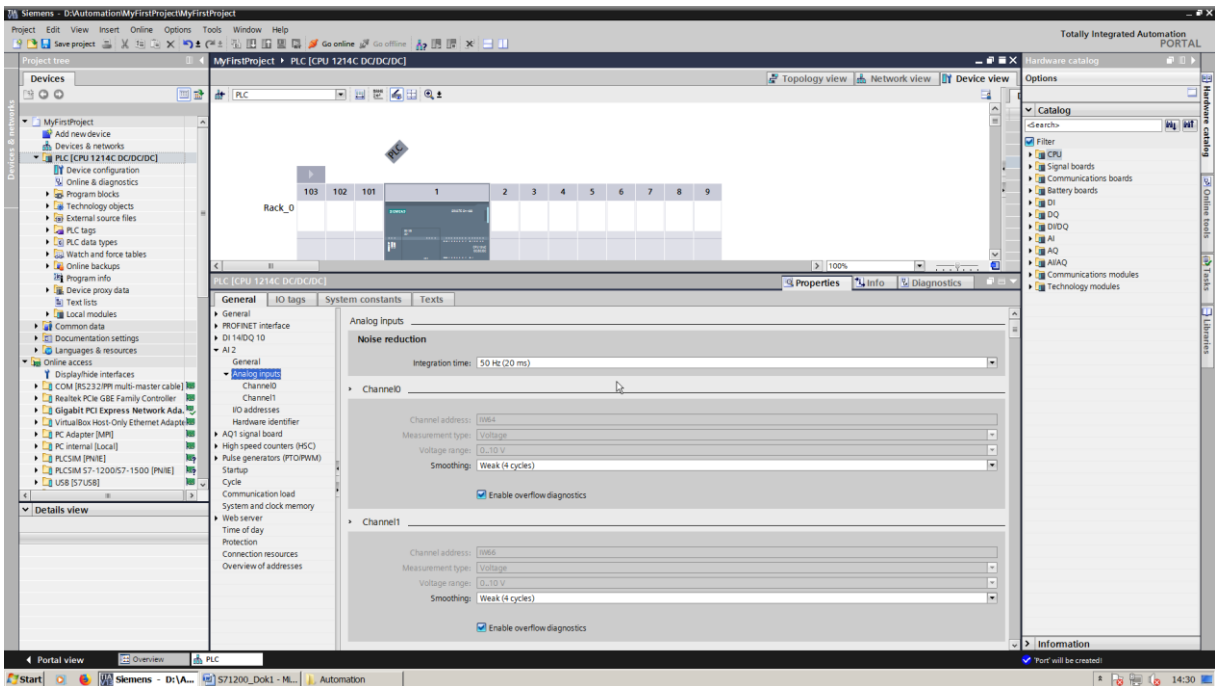 Siemens - D:\Automation\MyFirstProject\MyFirstProject
Project Edit View Insert Online Options Tools Window Help
Totally Integrated Automation
PORTAL
Save project
Go online
Go offline
Project tree
MyFirstProject ▸ PLC [CPU 1214C DC/DC/DC]
Hardware catalog
Devices
Topology view
Network view
Device view
Options
PLC
Devices & networks
MyFirstProject
Add new device
Devices & networks
PLC [CPU 1214C DC/DC/DC]
Device configuration
Online & diagnostics
Program blocks
Technology objects
External source files
PLC tags
PLC data types
Watch and force tables
Online backups
Program info
Device proxy data
Text lists
Local modules
Common data
Documentation settings
Languages & resources
Online access
Display/hide interfaces
COM [RS232/PPI multi-master cable]
Realtek PCIe GBE Family Controller
Gigabit PCI Express Network Ada.
VirtualBox Host-Only Ethernet Adapte
PC Adapter [MPI]
PC internal [Local]
PLCSIM [PN/IE]
PLCSIM S7-1200/S7-1500 [PN/IE]
USB [S7USB]
Details view
PLC
103 102 101 1 2 3 4 5 6 7 8 9
Rack_0
SIEMENS
100%
PLC [CPU 1214C DC/DC/DC]
Properties
Info
Diagnostics
General
IO tags
System constants
Texts
General
PROFINET interface
DI 14/DQ 10
AI 2
General
Analog inputs
Channel0
Channel1
I/O addresses
Hardware identifier
AQ1 signal board
High speed counters (HSC)
Pulse generators (PTO/PWM)
Startup
Cycle
Communication load
System and clock memory
Web server
Time of day
Protection
Connection resources
Overview of addresses
Analog inputs
Noise reduction
Integration time: 50 Hz (20 ms)
Channel0
Channel address: IW64
Measurement type: Voltage
Voltage range: 0..10 V
Smoothing: Weak (4 cycles)
Enable overflow diagnostics
Channel1
Channel address: IW66
Measurement type: Voltage
Voltage range: 0..10 V
Smoothing: Weak (4 cycles)
Enable overflow diagnostics
Catalog
<Search>
Filter
CPU
Signal boards
Communications boards
Battery boards
DI
DQ
DI/DQ
AI
AQ
AI/AQ
Communications modules
Technology modules
Information
Hardware catalog
Online tools
Tasks
Libraries
Portal view
Overview
PLC
'Port' will be created!
Start
Siemens - D:\A...
S71200_Dok1 - Mi...
Automation
14:30